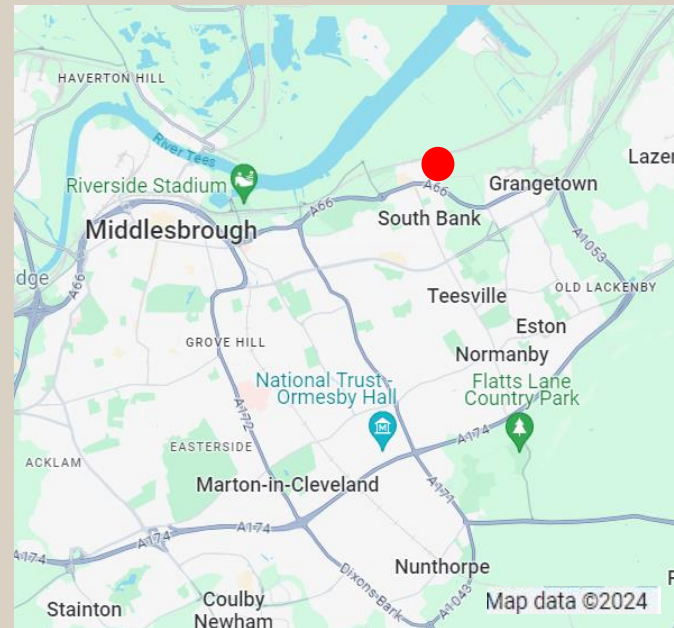 HAVERTON HILL
River Tees
Riverside Stadium
Lazer
A66
Grangetown
South Bank
A66
Middlesbrough
A1053
dge
A66
OLD LACKENBY
Teesville
Eston
GROVE HILL
Normanby
National Trust -
Ormesby Hall
Flatts Lane
Country Park
A172
A174
EASTERSIDE
ACKLAM
Marton-in-Cleveland
A171
A174
A174
A174
Nunthorpe
Dixons Bark
A1043
Stainton
Coulby
Newham
Map data ©2024